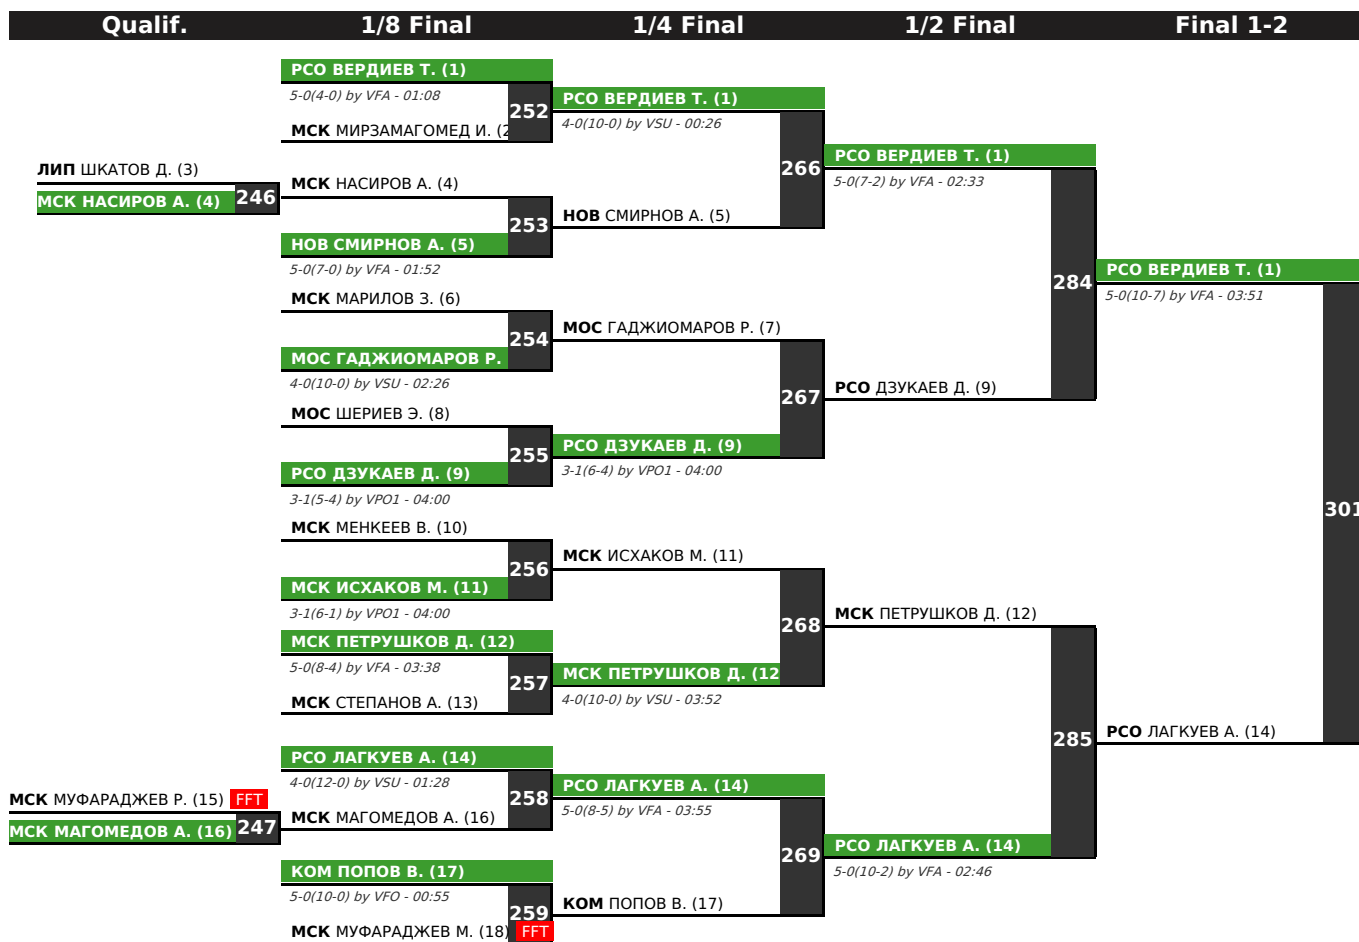 Qualif. 1/8 Final 1/4 Final 1/2 Final Final 1-2
РСО ВЕРДИЕВ Т. (1)
5-0(4-0) by VFA - 01:08
252
МСК МИРЗАМАГОМЕД И. (2
РСО ВЕРДИЕВ Т. (1)
4-0(10-0) by VSU - 00:26
266
РСО ВЕРДИЕВ Т. (1)
5-0(7-2) by VFA - 02:33
ЛИП ШКАТОВ Д. (3)
МСК НАСИРОВ А. (4)
246
МСК НАСИРОВ А. (4)
253
НОВ СМИРНОВ А. (5)
5-0(7-0) by VFA - 01:52
НОВ СМИРНОВ А. (5)
284
РСО ВЕРДИЕВ Т. (1)
5-0(10-7) by VFA - 03:51
МСК МАРИЛОВ З. (6)
254
МОС ГАДЖИОМАРОВ Р.
4-0(10-0) by VSU - 02:26
МОС ГАДЖИОМАРОВ Р. (7)
267
РСО ДЗУКАЕВ Д. (9)
МОС ШЕРИЕВ Э. (8)
255
РСО ДЗУКАЕВ Д. (9)
3-1(5-4) by VPO1 - 04:00
РСО ДЗУКАЕВ Д. (9)
3-1(6-4) by VPO1 - 04:00
301
МСК МЕНКЕЕВ В. (10)
256
МСК ИСХАКОВ М. (11)
3-1(6-1) by VPO1 - 04:00
МСК ИСХАКОВ М. (11)
268
МСК ПЕТРУШКОВ Д. (12)
МСК ПЕТРУШКОВ Д. (12)
5-0(8-4) by VFA - 03:38
257
МСК СТЕПАНОВ А. (13)
МСК ПЕТРУШКОВ Д. (12
4-0(10-0) by VSU - 03:52
285
РСО ЛАГКУЕВ А. (14)
РСО ЛАГКУЕВ А. (14)
4-0(12-0) by VSU - 01:28
258
МСК МАГОМЕДОВ А. (16)
РСО ЛАГКУЕВ А. (14)
5-0(8-5) by VFA - 03:55
МСК МУФАРАДЖЕВ Р. (15) FFT
МСК МАГОМЕДОВ А. (16)
247
269
РСО ЛАГКУЕВ А. (14)
5-0(10-2) by VFA - 02:46
КОМ ПОПОВ В. (17)
5-0(10-0) by VFO - 00:55
259
МСК МУФАРАДЖЕВ М. (18) FFT
КОМ ПОПОВ В. (17)